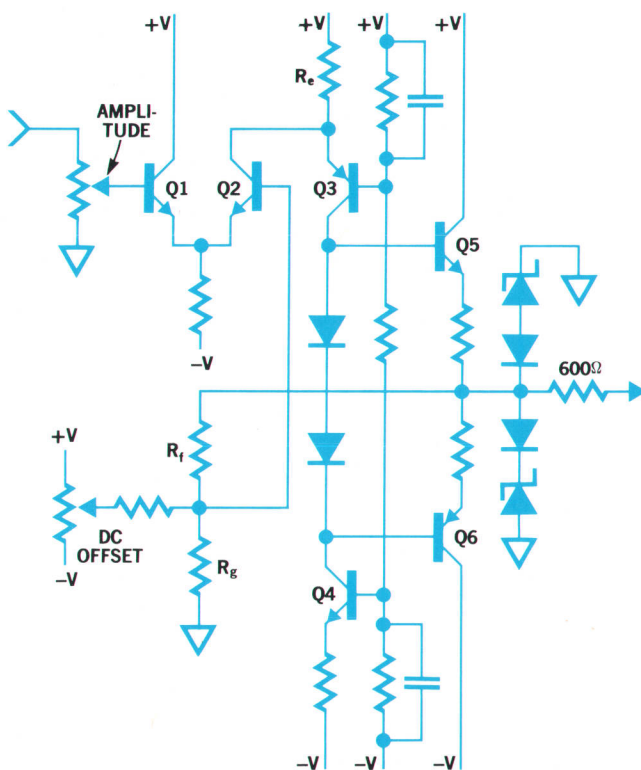 +V
+V +V +V
Re
AMPLI-
TUDE
Q1
Q2
Q3
Q5
-V
600Ω
+V
Rf
DC
OFFSET
-V
Rg
Q6
Q4
-V -V -V